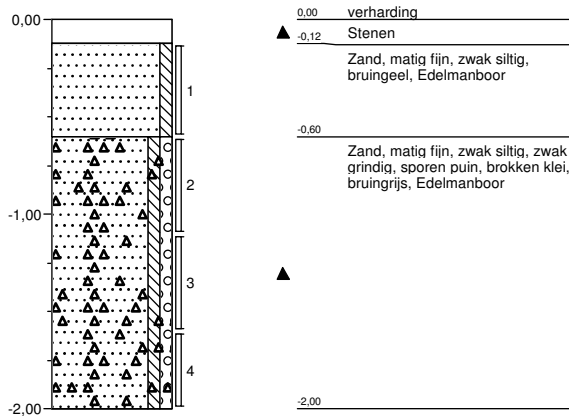 0,00
-1,00
-2,00
1
2
3
4
0,00 verharding
-0,12 Stenen
Zand, matig fijn, zwak siltig,
bruingeel, Edelmanboor
-0,60
Zand, matig fijn, zwak siltig, zwak
grindig, sporen puin, brokken klei,
bruingrijs, Edelmanboor
-2,00